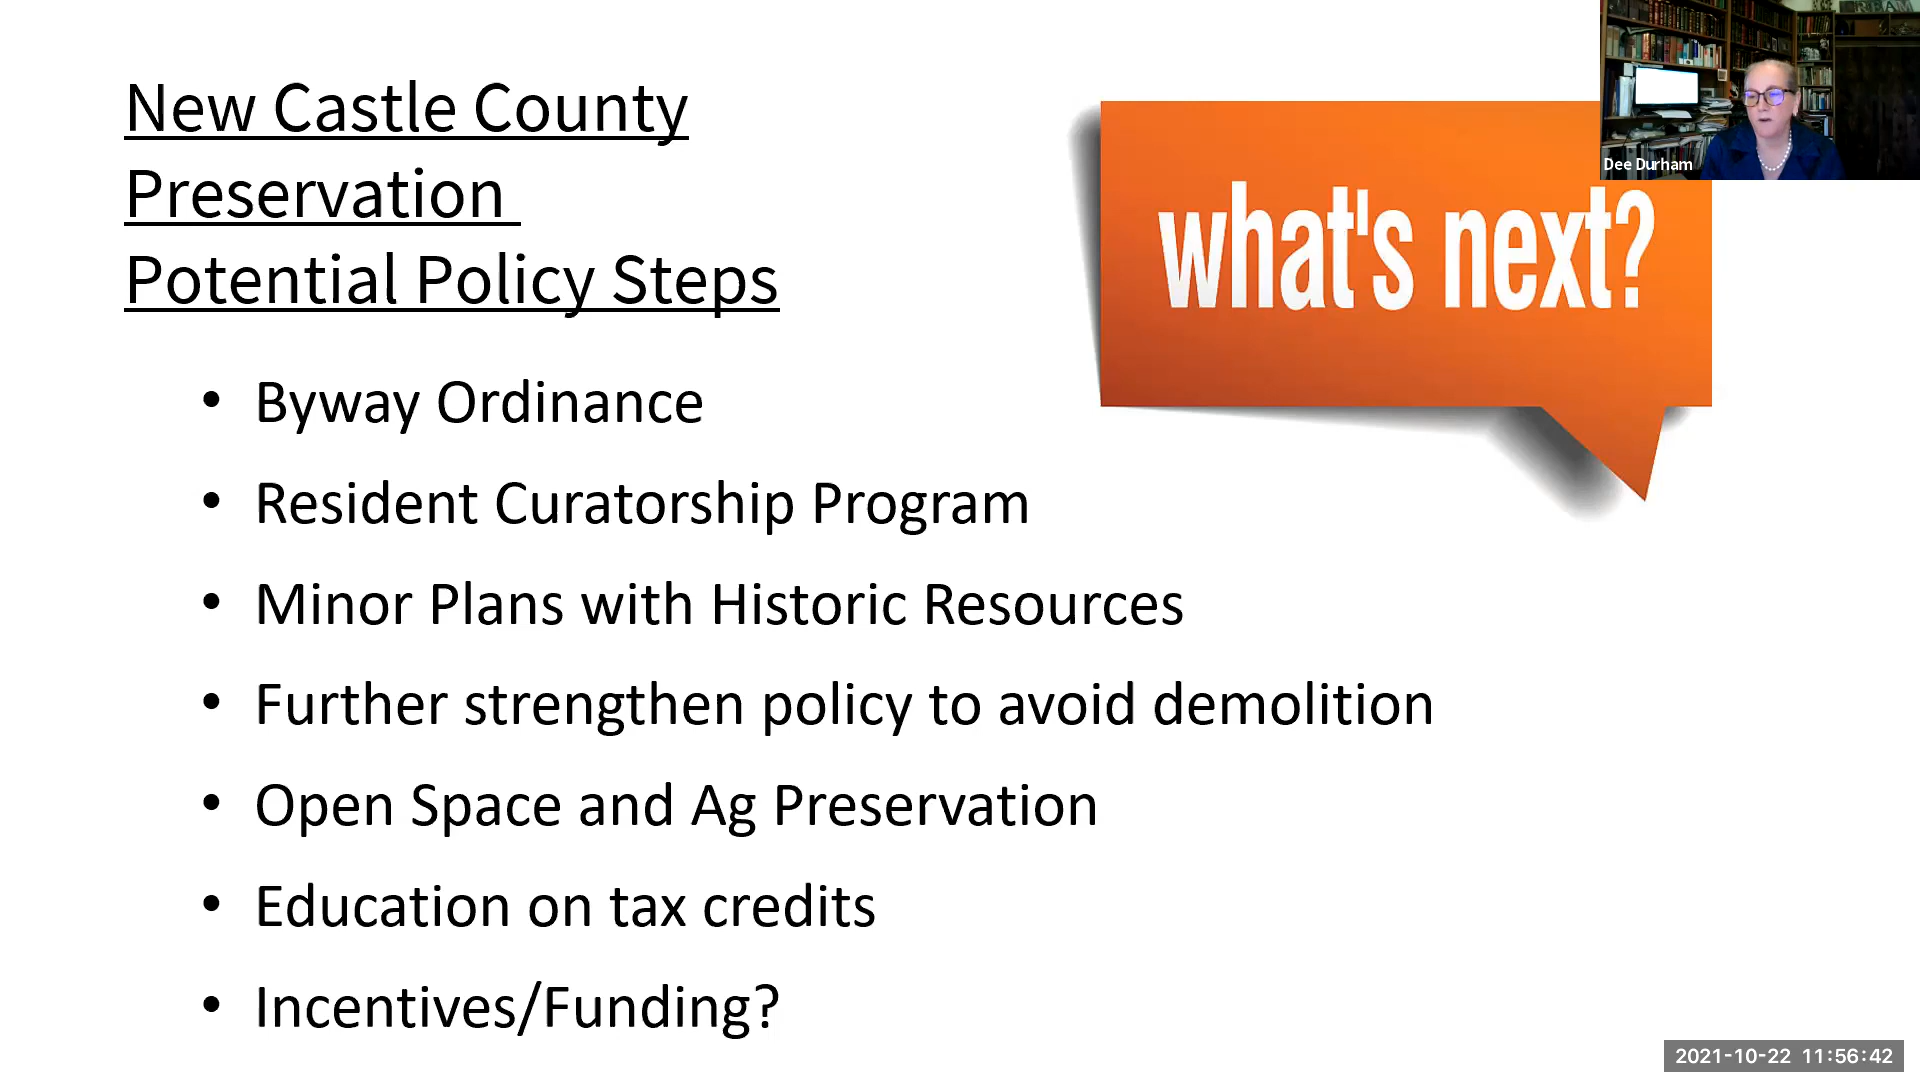 New Castle County
Preservation
Potential Policy Steps
what's next?
Dee Durham
• Byway Ordinance
• Resident Curatorship Program
• Minor Plans with Historic Resources
• Further strengthen policy to avoid demolition
• Open Space and Ag Preservation
• Education on tax credits
• Incentives/Funding?
2021-10-22 11:56:42